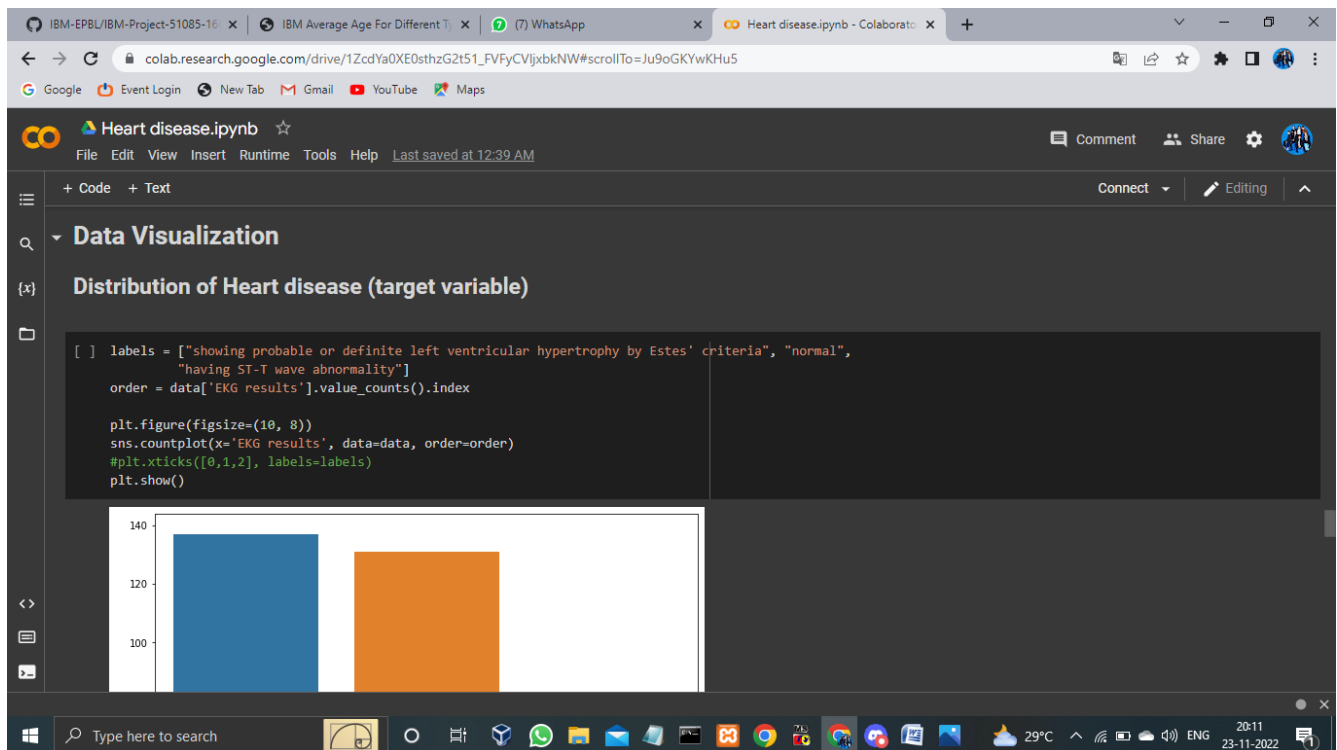 IBM-EPBL/IBM-Project-51085-16
IBM Average Age For Different Ty
(7) WhatsApp
Heart disease.ipynb - Colaborato
colab.research.google.com/drive/1ZcdYa0XE0sthzG2t51_FVFyCVljxbkNW#scrollTo=Ju9oGKYwKHu5
Google
Event Login
New Tab
Gmail
YouTube
Maps
Heart disease.ipynb
File Edit View Insert Runtime Tools Help Last saved at 12:39 AM
Comment
Share
+ Code + Text
Connect
Editing
Data Visualization
{x}
Distribution of Heart disease (target variable)
[ ] labels = ["showing probable or definite left ventricular hypertrophy by Estes' criteria", "normal",
"having ST-T wave abnormality"]
order = data['EKG results'].value_counts().index
plt.figure(figsize=(10, 8))
sns.countplot(x='EKG results', data=data, order=order)
#plt.xticks([0,1,2], labels=labels)
plt.show()
140
120
100
Type here to search
29°C
ENG
20:11
23-11-2022